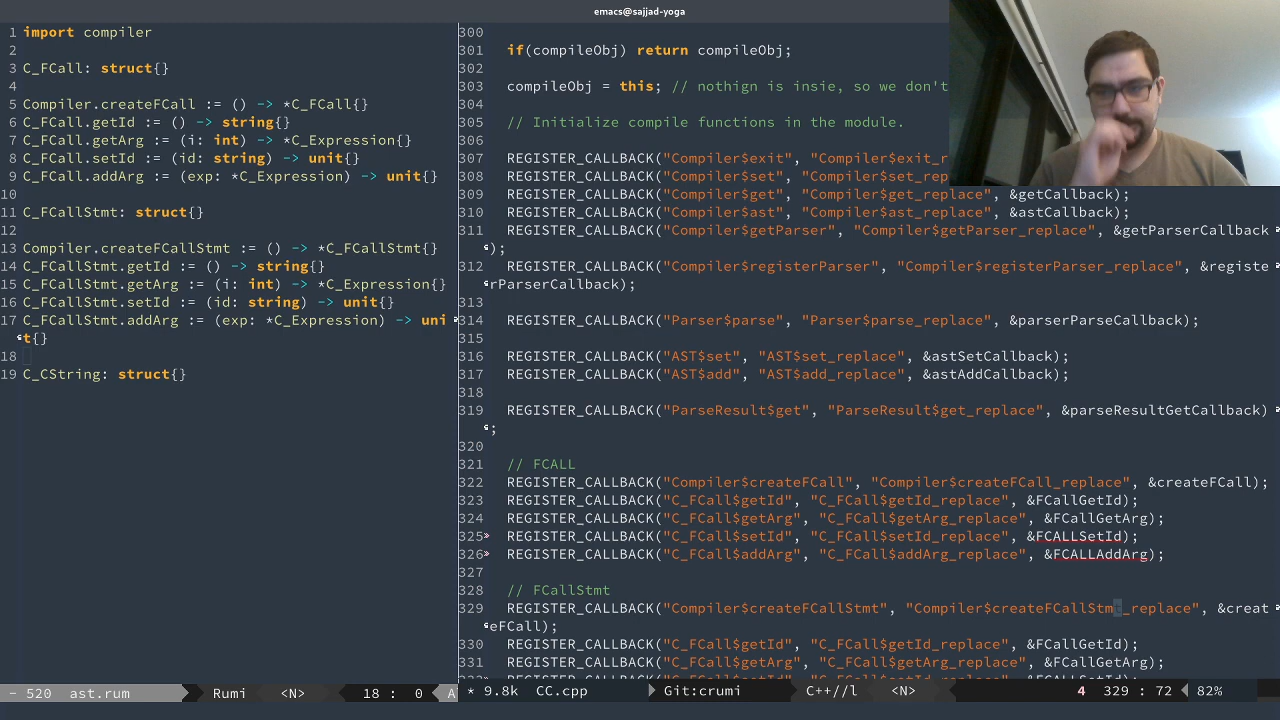 emacs@sajjad-yoga
1 import compiler
2
3 C_FCall: struct{}
4
5 Compiler.createFCall := () -> *C_FCall{}
6 C_FCall.getId := () -> string{}
7 C_FCall.getArg := (i: int) -> *C_Expression{}
8 C_FCall.setId := (id: string) -> unit{}
9 C_FCall.addArg := (exp: *C_Expression) -> unit{}
10
11 C_FCallStmt: struct{}
12
13 Compiler.createFCallStmt := () -> *C_FCallStmt{}
14 C_FCallStmt.getId := () -> string{}
15 C_FCallStmt.getArg := (i: int) -> *C_Expression{}
16 C_FCallStmt.setId := (id: string) -> unit{}
17 C_FCallStmt.addArg := (exp: *C_Expression) -> uni
t{}
18
19 C_CString: struct{}
- 520 ast.rum Rumi <N> 18 : 0 A
300
301 if(compileObj) return compileObj;
302
303 compileObj = this; // nothign is insie, so we don't
304
305 // Initialize compile functions in the module.
306
307 REGISTER_CALLBACK("Compiler$exit", "Compiler$exit_r
308 REGISTER_CALLBACK("Compiler$set", "Compiler$set_rep
309 REGISTER_CALLBACK("Compiler$get", "Compiler$get_replace", &getCallback);
310 REGISTER_CALLBACK("Compiler$ast", "Compiler$ast_replace", &astCallback);
311 REGISTER_CALLBACK("Compiler$getParser", "Compiler$getParser_replace", &getParserCallback
);
312 REGISTER_CALLBACK("Compiler$registerParser", "Compiler$registerParser_replace", &registe
rParserCallback);
313
314 REGISTER_CALLBACK("Parser$parse", "Parser$parse_replace", &parserParseCallback);
315
316 REGISTER_CALLBACK("AST$set", "AST$set_replace", &astSetCallback);
317 REGISTER_CALLBACK("AST$add", "AST$add_replace", &astAddCallback);
318
319 REGISTER_CALLBACK("ParseResult$get", "ParseResult$get_replace", &parseResultGetCallback)
;
320
321 // FCALL
322 REGISTER_CALLBACK("Compiler$createFCall", "Compiler$createFCall_replace", &createFCall);
323 REGISTER_CALLBACK("C_FCall$getId", "C_FCall$getId_replace", &FCallGetId);
324 REGISTER_CALLBACK("C_FCall$getArg", "C_FCall$getArg_replace", &FCallGetArg);
325 REGISTER_CALLBACK("C_FCall$setId", "C_FCall$setId_replace", &FCALLSetId);
326 REGISTER_CALLBACK("C_FCall$addArg", "C_FCall$addArg_replace", &FCALLAddArg);
327
328 // FCallStmt
329 REGISTER_CALLBACK("Compiler$createFCallStmt", "Compiler$createFCallStmt_replace", &creat
eFCall);
330 REGISTER_CALLBACK("C_FCall$getId", "C_FCall$getId_replace", &FCallGetId);
331 REGISTER_CALLBACK("C_FCall$getArg", "C_FCall$getArg_replace", &FCallGetArg);
* 9.8k CC.cpp Git:crumi C++//l <N> 4 329 : 72 82%